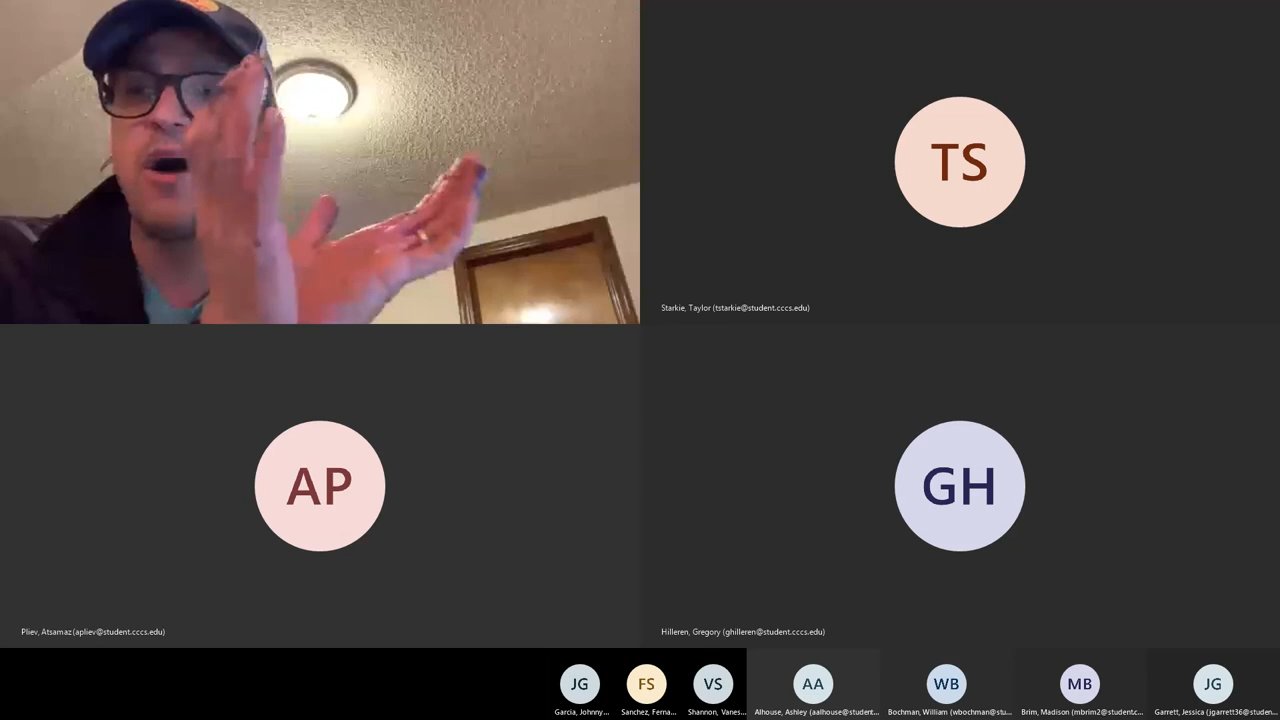 TS
Starkie, Taylor (tstarkie@student.cccs.edu)
AP
GH
Pliev, Atsamaz (apliev@student.cccs.edu)
Hilleren, Gregory (ghilleren@student.cccs.edu)
JG
FS
VS
AA
WB
MB
JG
Garcia, Johnny...
Sanchez, Ferna...
Shannon, Vanes...
Alhouse, Ashley (aalhouse@student...
Bochman, William (wbochman@stu...
Brim, Madison (mbrim2@studentc...
Garrett, Jessica (jgarrett36@studen...